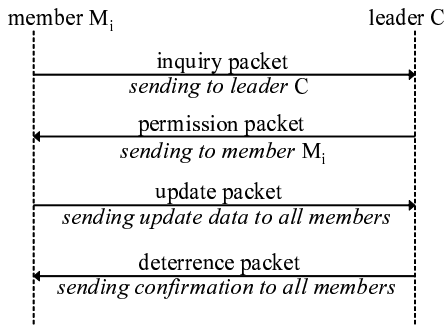 member Mi
leader C
inquiry packet
sending to leader C
permission packet
sending to member Mi
update packet
sending update data to all members
deterrence packet
sending confirmation to all members